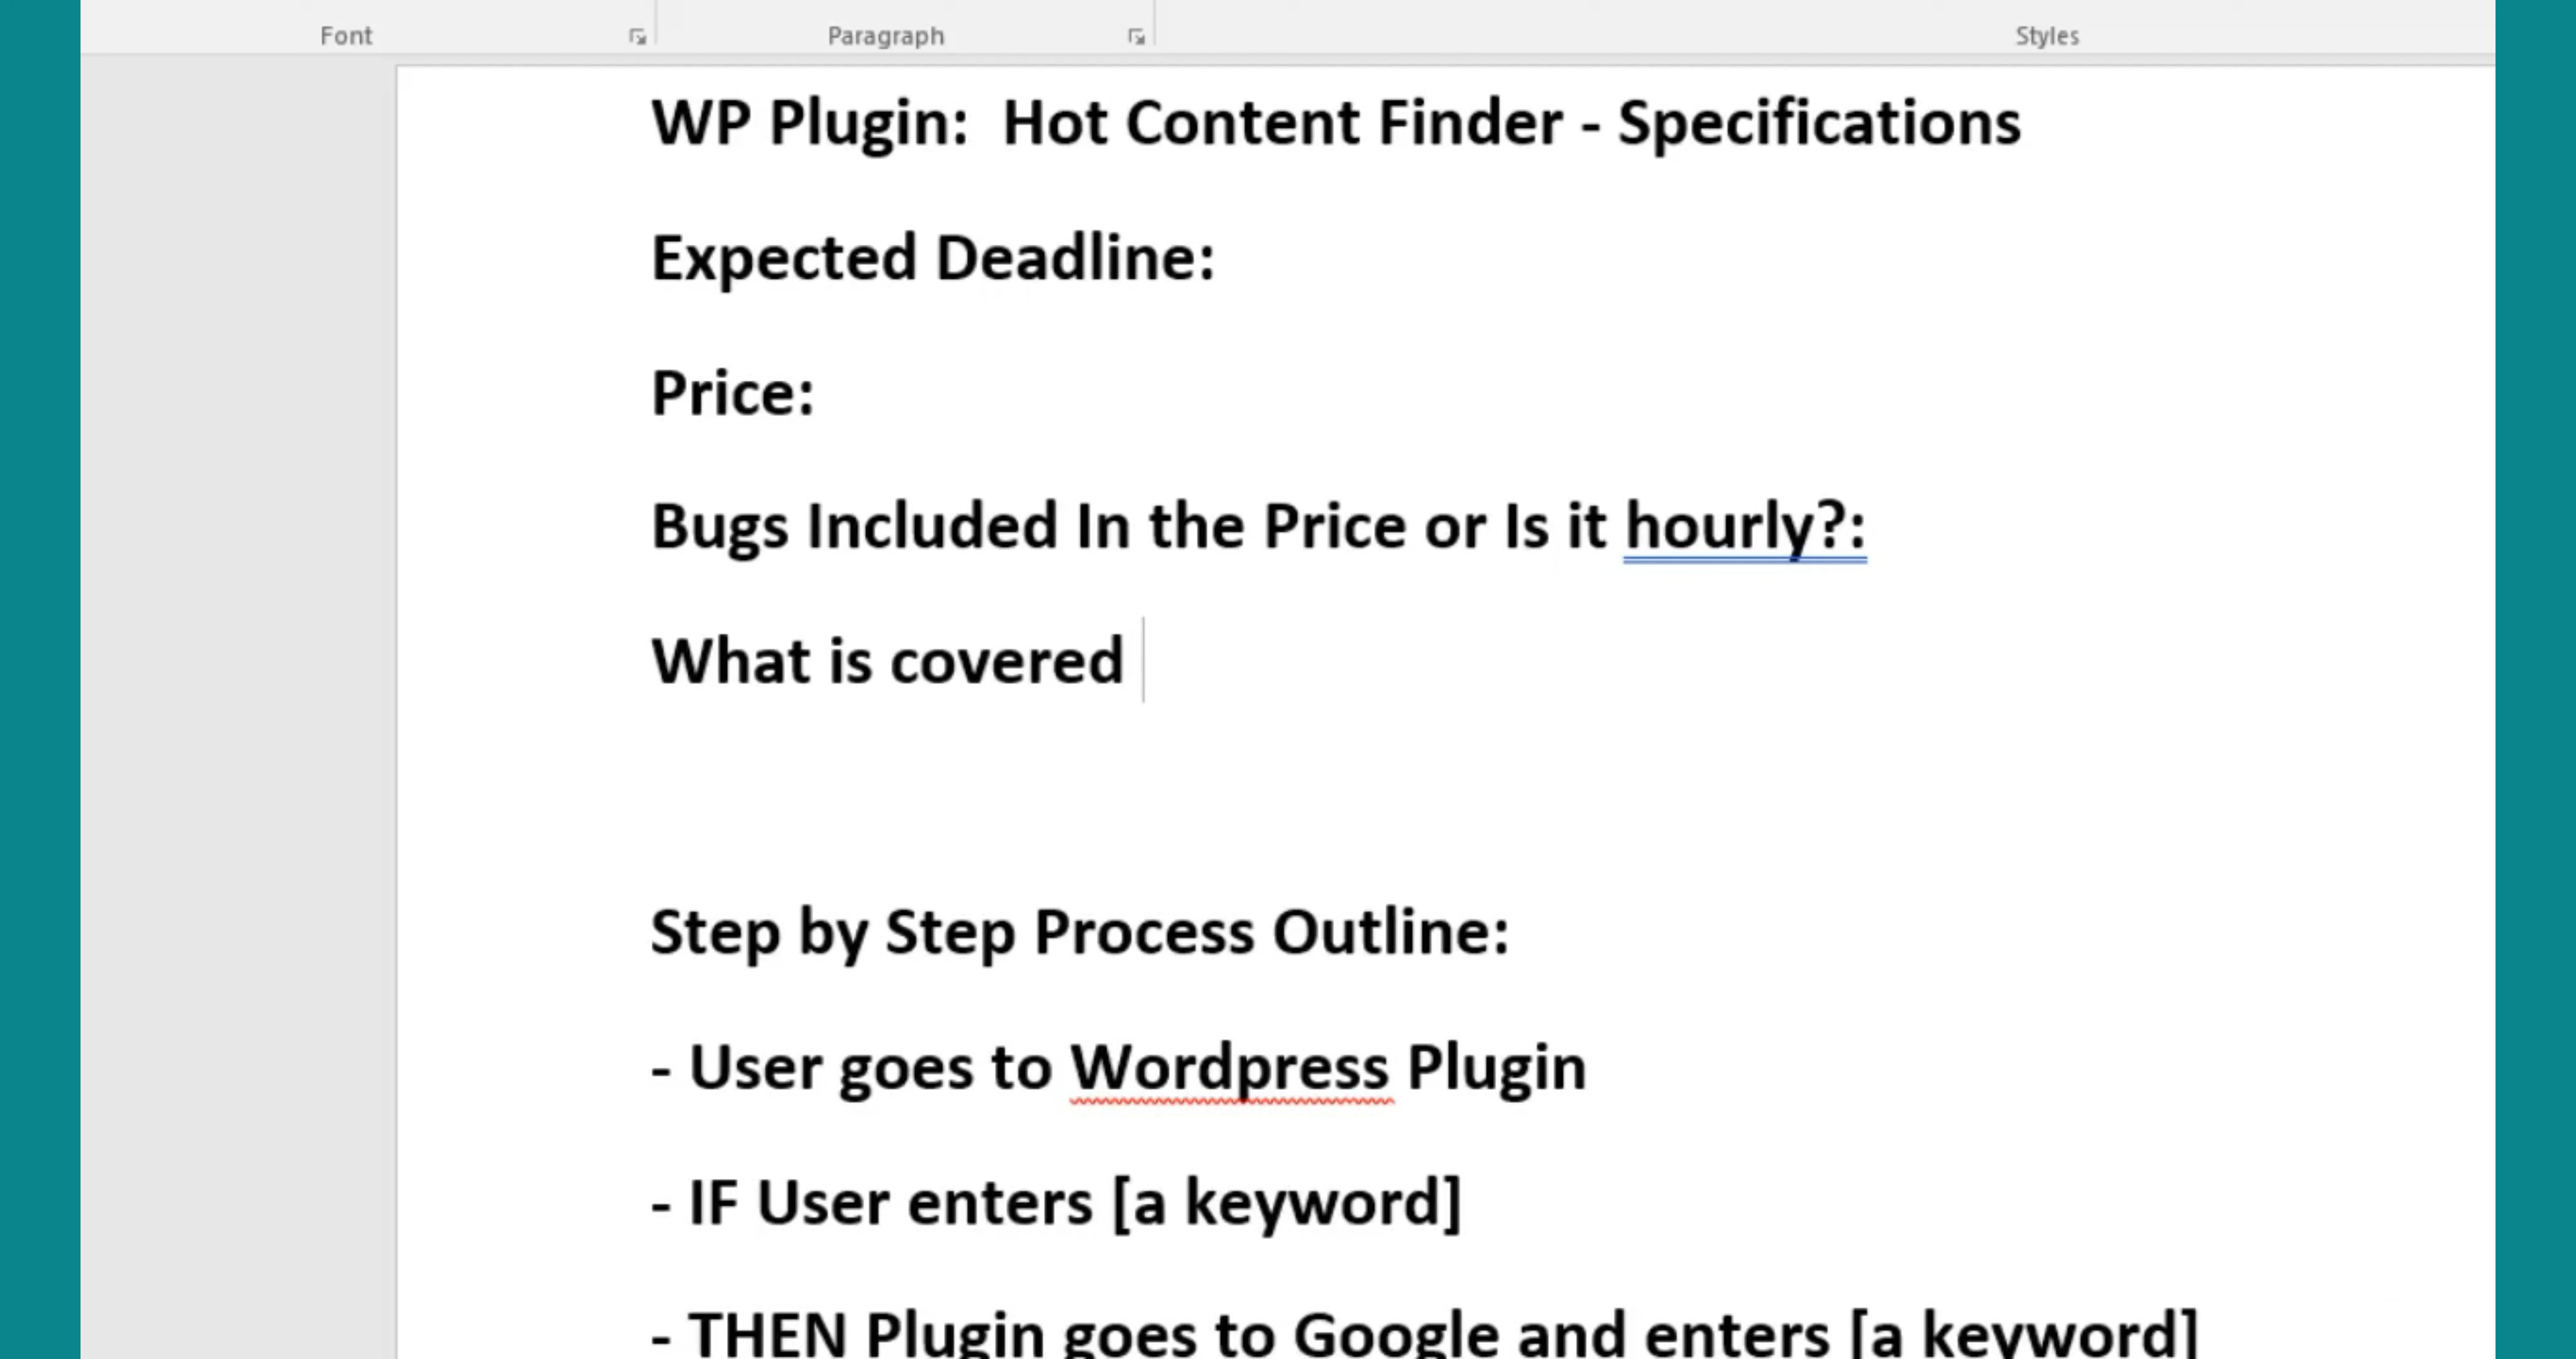 Font Paragraph Styles
WP Plugin:  Hot Content Finder - Specifications
Expected Deadline:
Price:
Bugs Included In the Price or Is it hourly?:
What is covered
Step by Step Process Outline:
- User goes to Wordpress Plugin
- IF User enters [a keyword]
- THEN Plugin goes to Google and enters [a keyword]